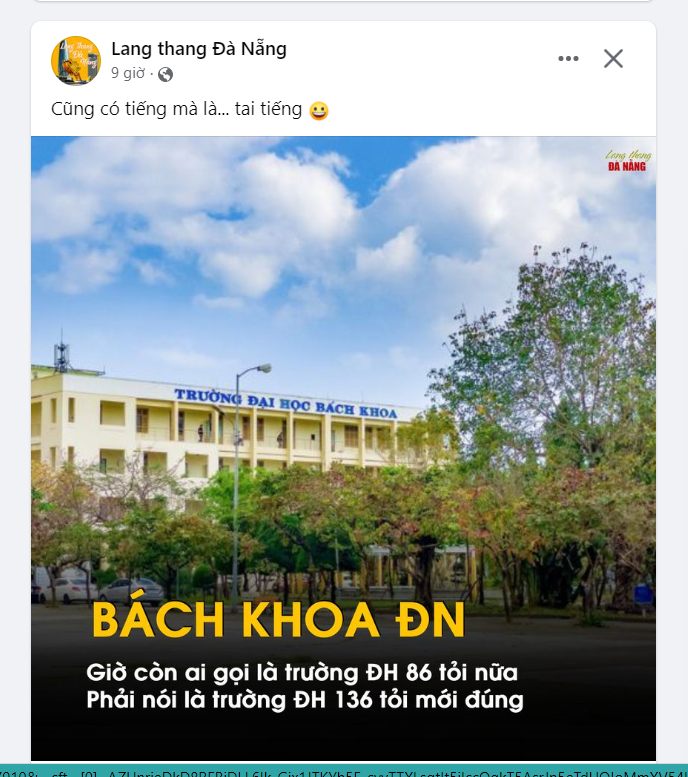 Lang thang Đà Nẵng
9 giờ
Cũng có tiếng mà là... tai tiếng
Lang thang
ĐÀ NẴNG
TRƯỜNG ĐẠI HỌC BÁCH KHOA
BÁCH KHOA ĐN
Giờ còn ai gọi là trường ĐH 86 tỏi nữa
Phải nói là trường ĐH 136 tỏi mới đúng